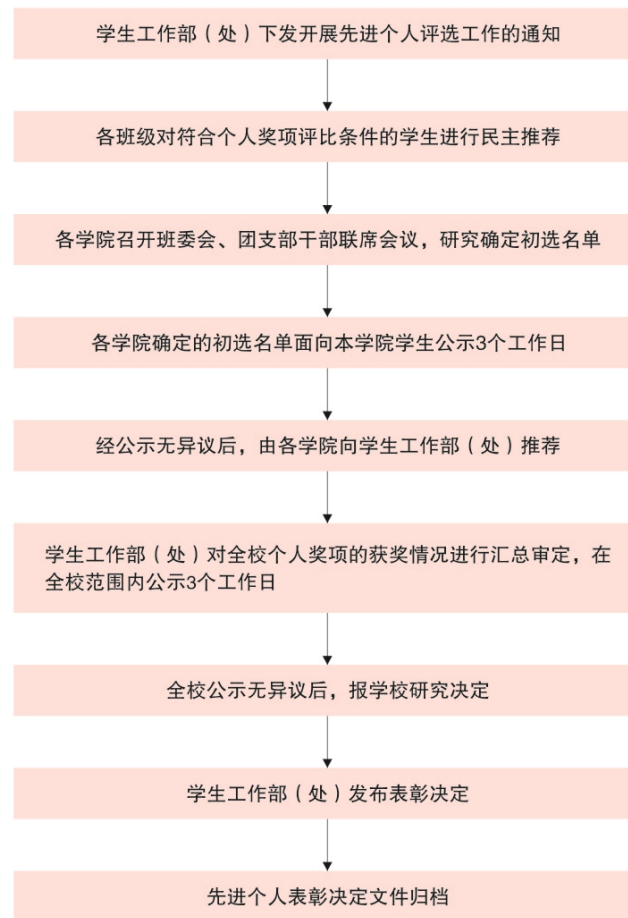 学生工作部（处）下发开展先进个人评选工作的通知
各班级对符合个人奖项评比条件的学生进行民主推荐
各学院召开班委会、团支部干部联席会议，研究确定初选名单
各学院确定的初选名单面向本学院学生公示3个工作日
经公示无异议后，由各学院向学生工作部（处）推荐
学生工作部（处）对全校个人奖项的获奖情况进行汇总审定，在
全校范围内公示3个工作日
全校公示无异议后，报学校研究决定
学生工作部（处）发布表彰决定
先进个人表彰决定文件归档